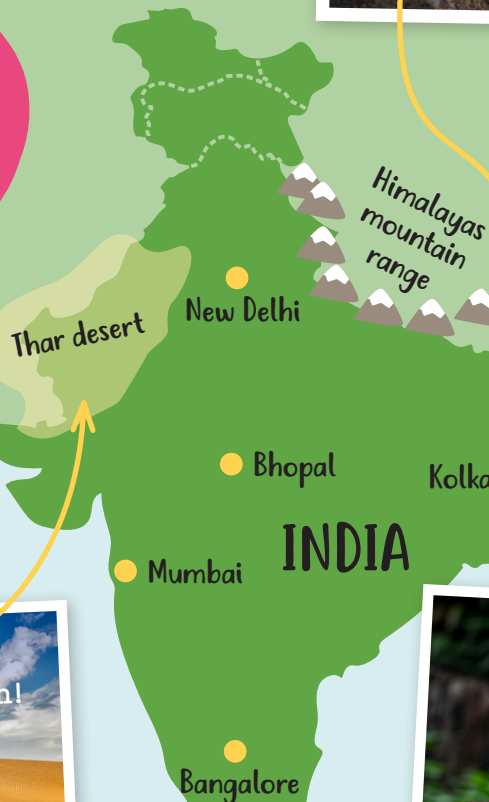 Himalayas
mountain
range
New Delhi
Thar desert
Bhopal
INDIA
Mumbai
Bangalore